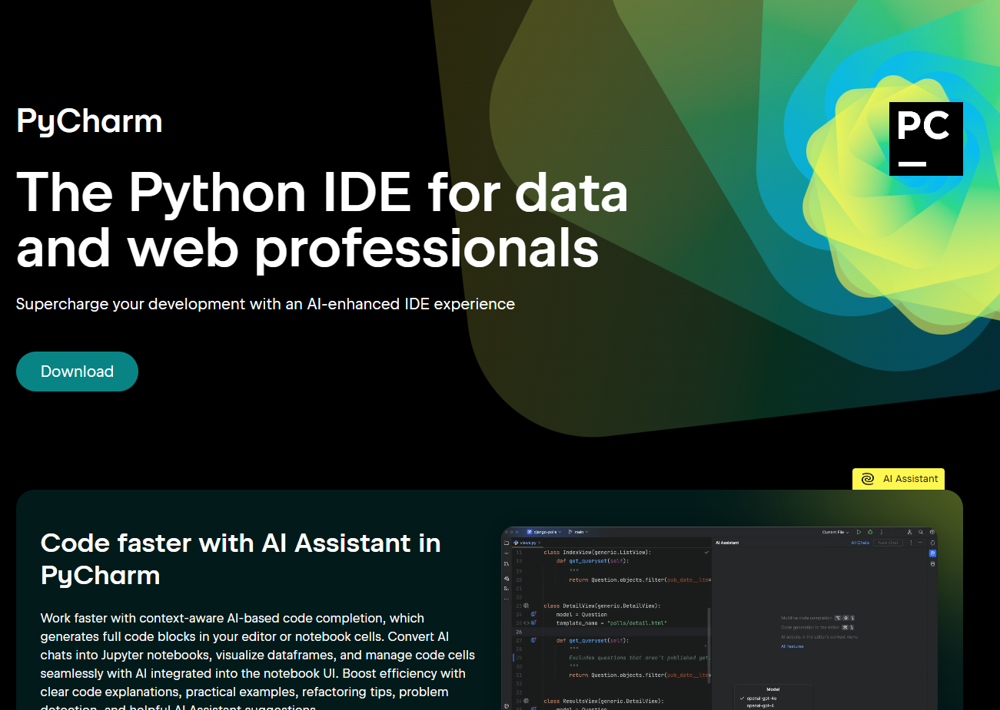 PyCharm
PC
The Python IDE for data
and web professionals
Supercharge your development with an AI-enhanced IDE experience
Download
AI Assistant
Code faster with AI Assistant in
PyCharm
Work faster with context-aware AI-based code completion, which
generates full code blocks in your editor or notebook cells. Convert AI
chats into Jupyter notebooks, visualize dataframes, and manage code cells
seamlessly with AI integrated into the notebook UI. Boost efficiency with
clear code explanations, practical examples, refactoring tips, problem
detection, and helpful AI Assistant suggestions.
django-polls
main
Current File
views.py
AI Assistant
All Chats
New Chat
class IndexView(generic.ListView):
def get_queryset(self):
"""
return Question.objects.filter(pub_date__lte=
class DetailView(generic.DetailView):
model = Question
template_name = "polls/detail.html"
26
def get_queryset(self):
"""
Excludes questions that aren't published yet
"""
return Question.objects.filter(pub_date__lte=
class ResultsView(generic.DetailView):
model = Question
Multiline code completion
Code generation in the editor
AI actions in the editor's context menu
AI features
Model
openai-gpt-4o
openai-gpt-4